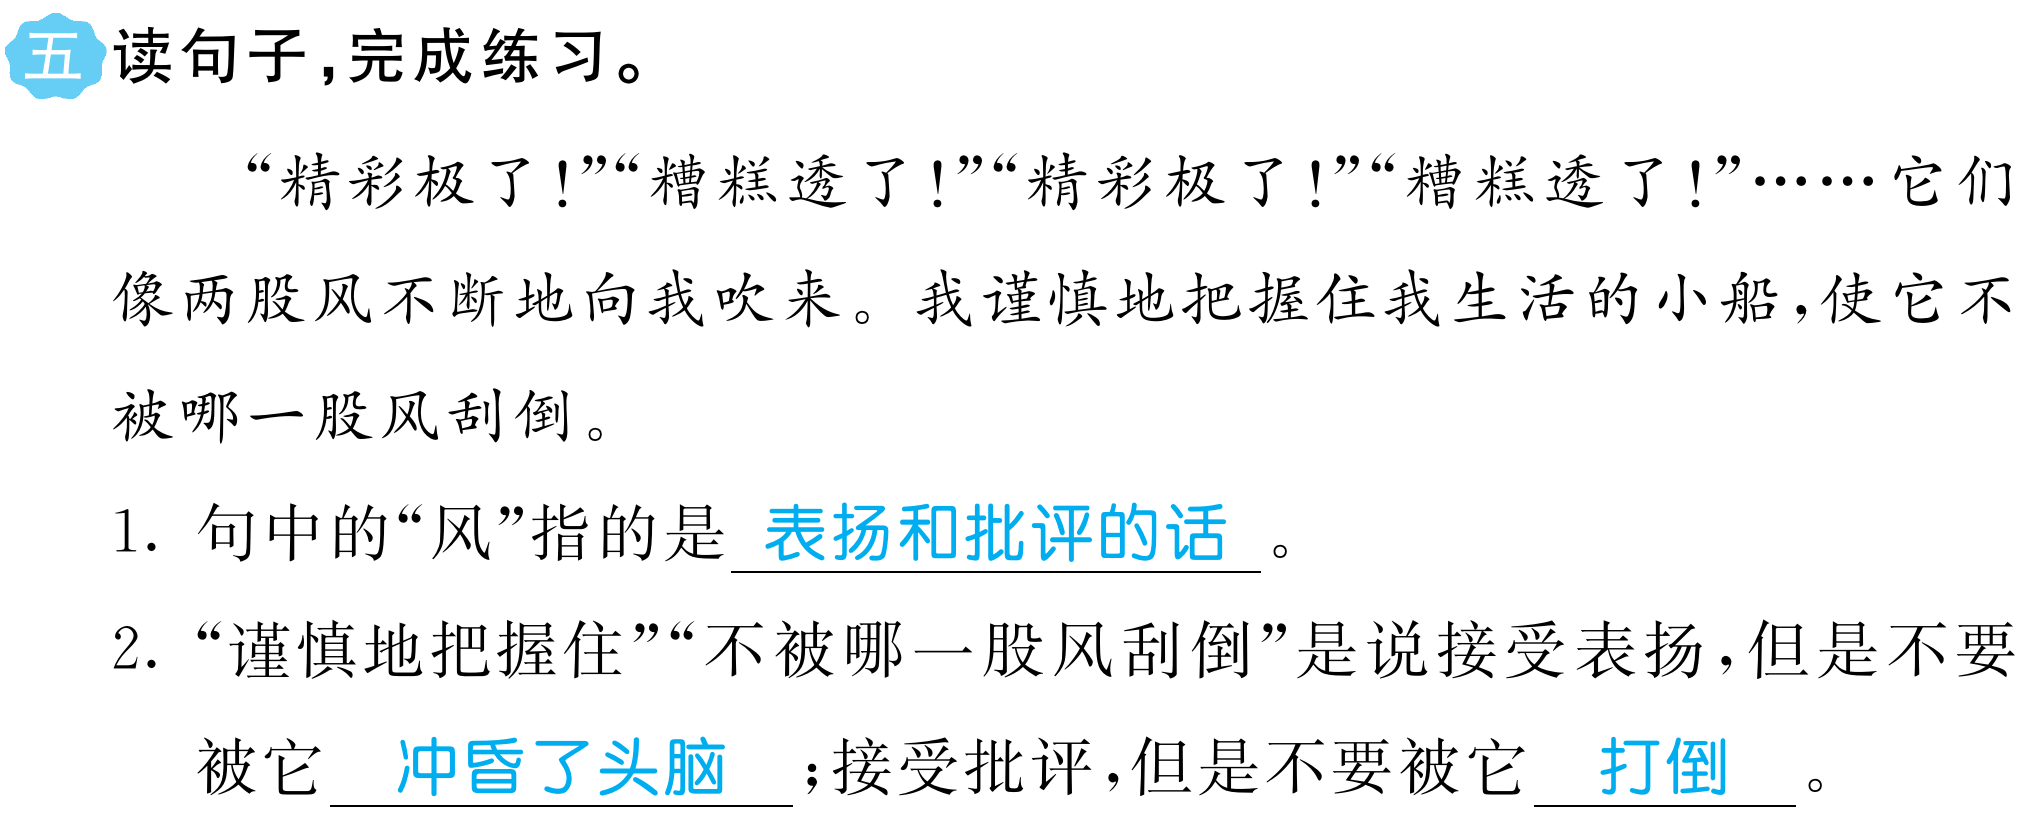 五 读句子,完成练习。
“精彩极了!”“糟糕透了!”“精彩极了!”“糟糕透了!”……它们
像两股风不断地向我吹来。我谨慎地把握住我生活的小船,使它不
被哪一股风刮倒。
1. 句中的“风”指的是 表扬和批评的话 。
2. “谨慎地把握住”“不被哪一股风刮倒”是说接受表扬,但是不要
被它 冲昏了头脑 ;接受批评,但是不要被它 打倒 。